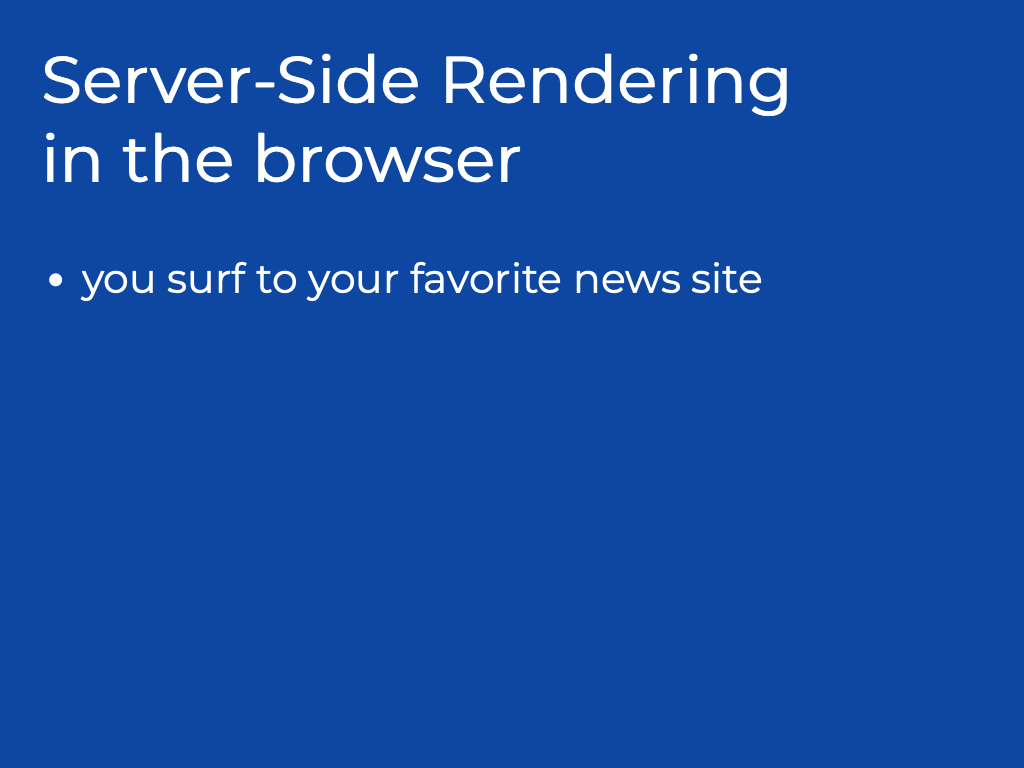 Server-Side Rendering
in the browser
• you surf to your favorite news site